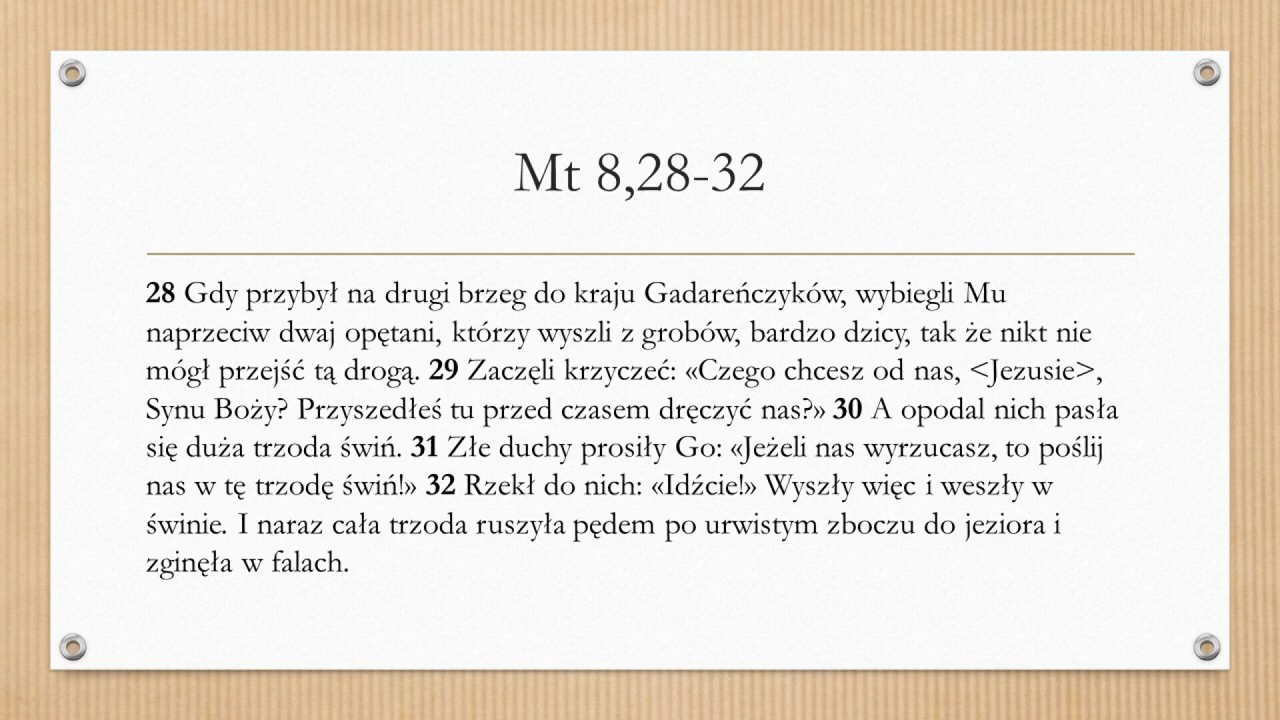 Mt 8,28-32
28 Gdy przybył na drugi brzeg do kraju Gadareńczyków, wybiegli Mu
naprzeciw dwaj opętani, którzy wyszli z grobów, bardzo dzicy, tak że nikt nie
mógł przejść tą drogą. 29 Zaczęli krzyczeć: «Czego chcesz od nas, <Jezusie>,
Synu Boży? Przyszedłeś tu przed czasem dręczyć nas?» 30 A opodal nich pasła
się duża trzoda świń. 31 Złe duchy prosiły Go: «Jeżeli nas wyrzucasz, to poślij
nas w tę trzodę świń!» 32 Rzekł do nich: «Idźcie!» Wyszły więc i weszły w
świnie. I naraz cała trzoda ruszyła pędem po urwistym zboczu do jeziora i
zginęła w falach.